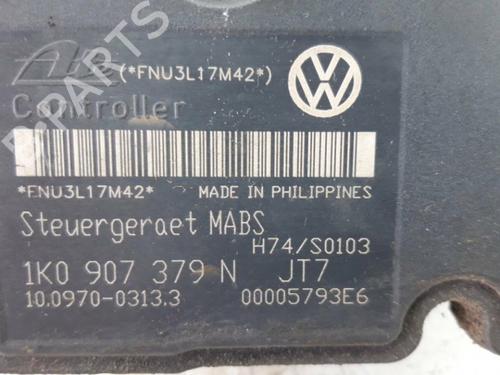 Ate (*FNU3L17M42*)
Controller
*FNU3L17M42* MADE IN PHILIPPINES
Steuergeraet MABS
H74/S0103
1K0 907 379 N JT7
10.0970-0313.3 00005793E6